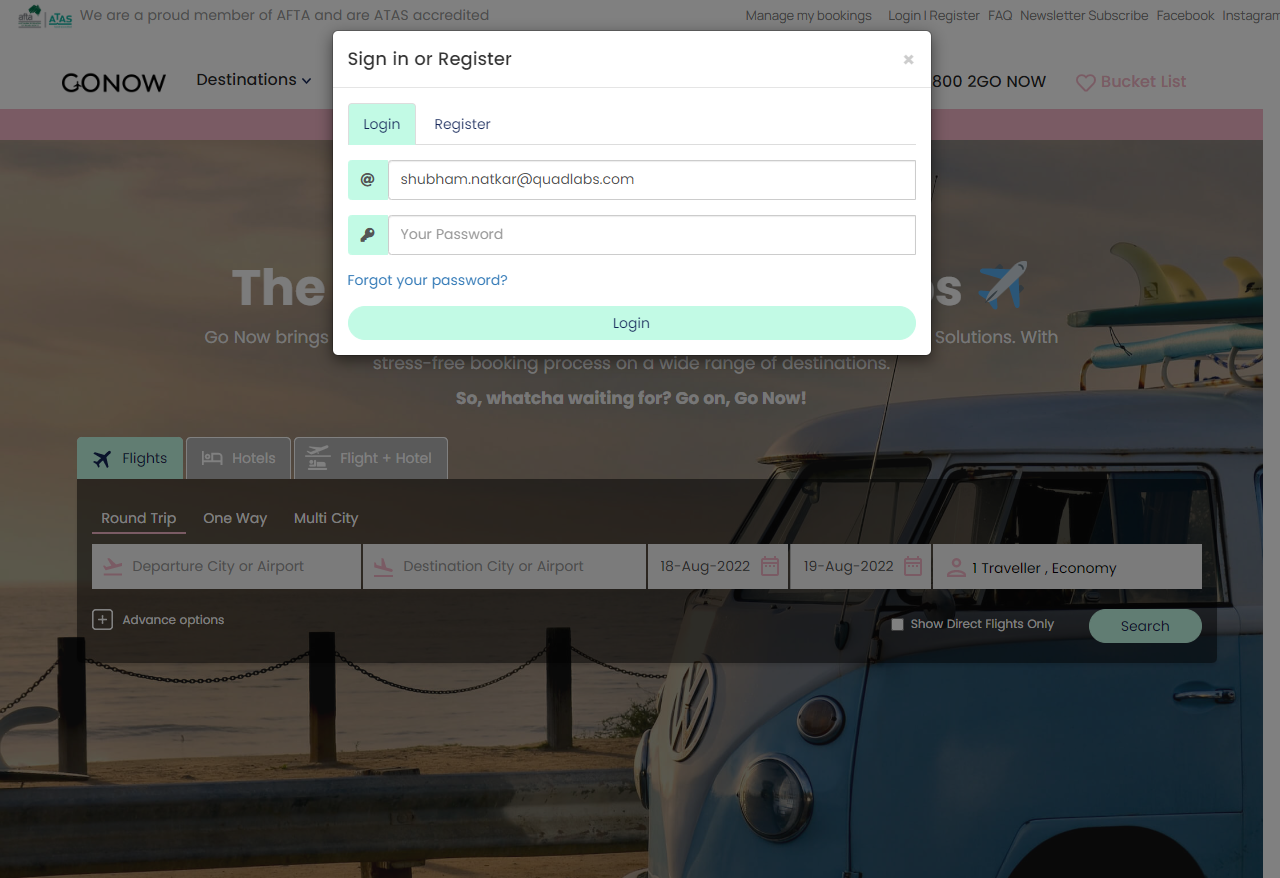 afta ATAS We are a proud member of AFTA and are ATAS accredited Manage my bookings Login | Register FAQ Newsletter Subscribe Facebook Instagram
Sign in or Register ×
GONOW Destinations 800 2GO NOW Bucket List
Login Register
@ shubham.natkar@quadlabs.com
Your Password
Forgot your password?
The
Login
Go Now brings Solutions. With
stress-free booking process on a wide range of destinations.
So, whatcha waiting for? Go on, Go Now!
Flights Hotels Flight + Hotel
Round Trip One Way Multi City
Departure City or Airport Destination City or Airport 18-Aug-2022 19-Aug-2022 1 Traveller , Economy
Advance options Show Direct Flights Only Search